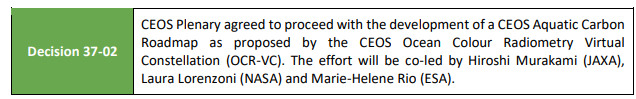 Decision 37-02
CEOS Plenary agreed to proceed with the development of a CEOS Aquatic Carbon
Roadmap as proposed by the CEOS Ocean Colour Radiometry Virtual
Constellation (OCR-VC). The effort will be co-led by Hiroshi Murakami (JAXA),
Laura Lorenzoni (NASA) and Marie-Helene Rio (ESA).